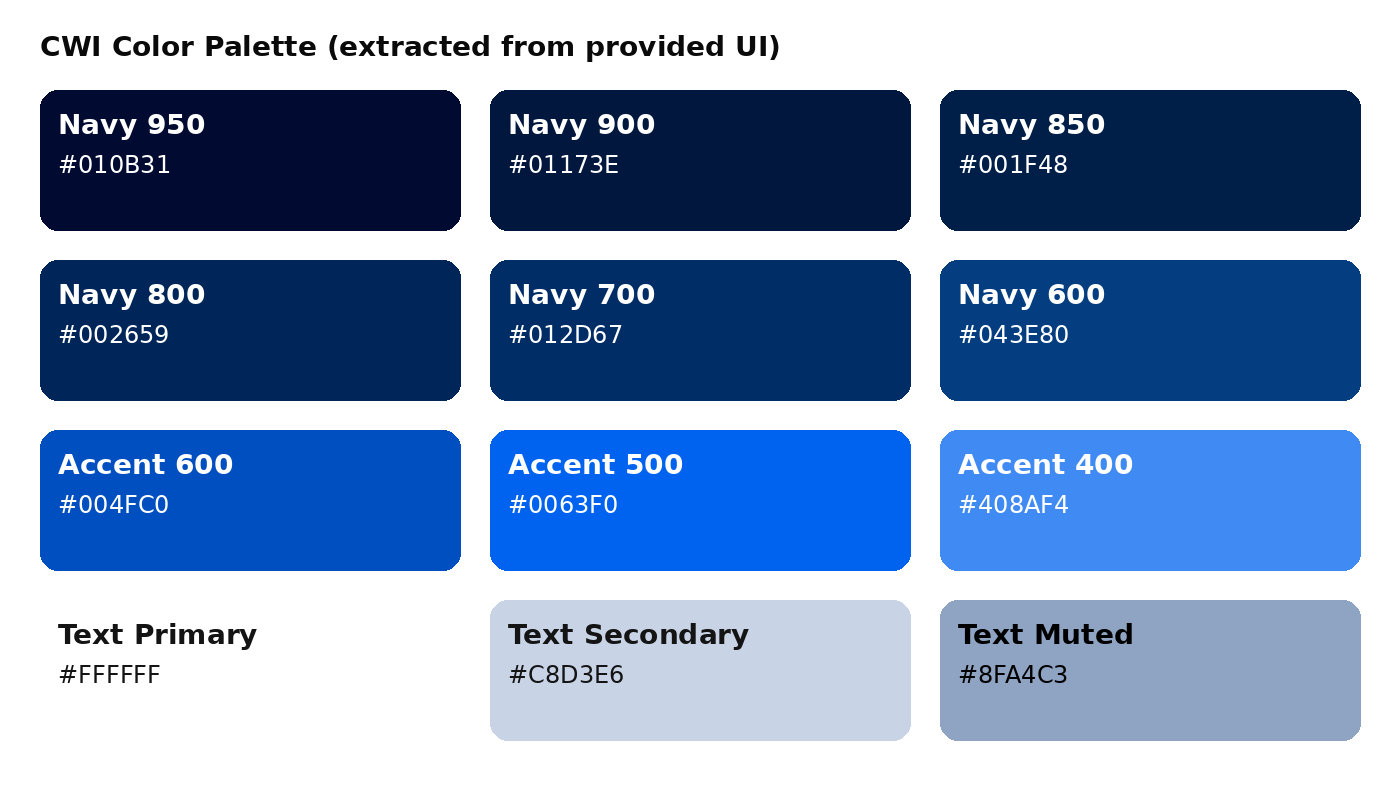 CWI Color Palette (extracted from provided UI)
Navy 950
#010B31
Navy 900
#01173E
Navy 850
#001F48
Navy 800
#002659
Navy 700
#012D67
Navy 600
#043E80
Accent 600
#004FC0
Accent 500
#0063F0
Accent 400
#408AF4
Text Primary
#FFFFFF
Text Secondary
#C8D3E6
Text Muted
#8FA4C3